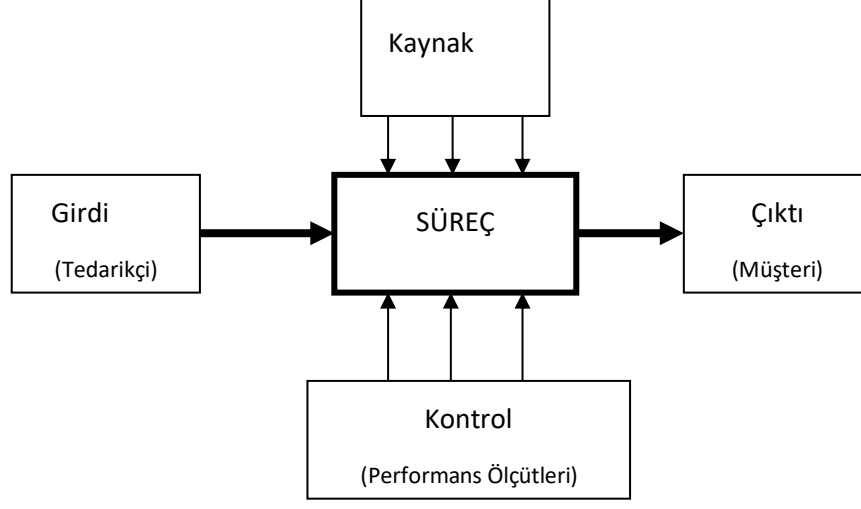 Kaynak
Girdi
(Tedarikçi)
SÜREÇ
Çıktı
(Müşteri)
Kontrol
(Performans Ölçütleri)